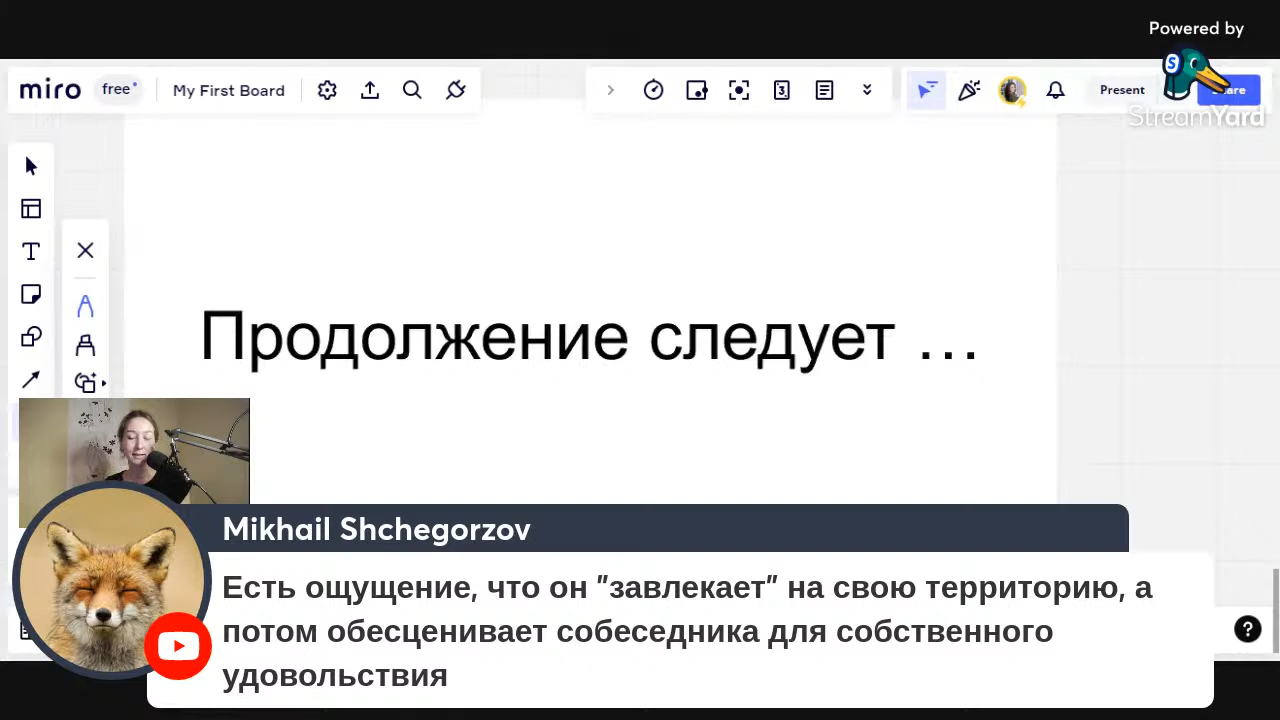 Powered by
miro free My First Board Present
StreamYard
Продолжение следует ...
Mikhail Shchegorzov
Есть ощущение, что он "завлекает" на свою территорию, а
потом обесценивает собеседника для собственного
удовольствия